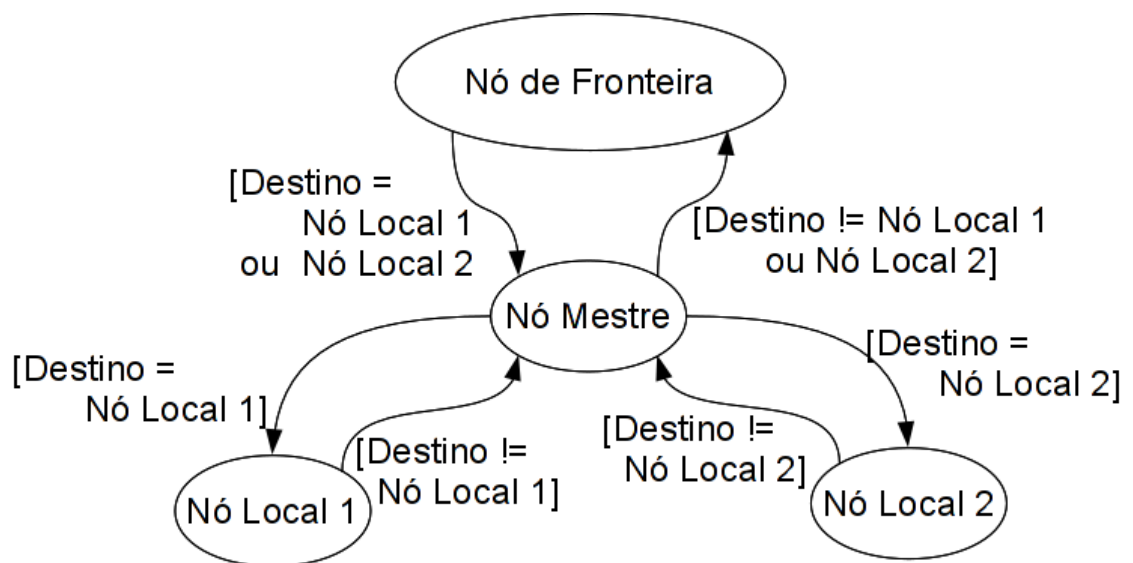 Nó de Fronteira
[Destino =
Nó Local 1
ou Nó Local 2
[Destino != Nó Local 1
ou Nó Local 2]
Nó Mestre
[Destino =
Nó Local 1]
[Destino =
Nó Local 2]
[Destino !=
Nó Local 1]
[Destino !=
Nó Local 2]
Nó Local 1
Nó Local 2